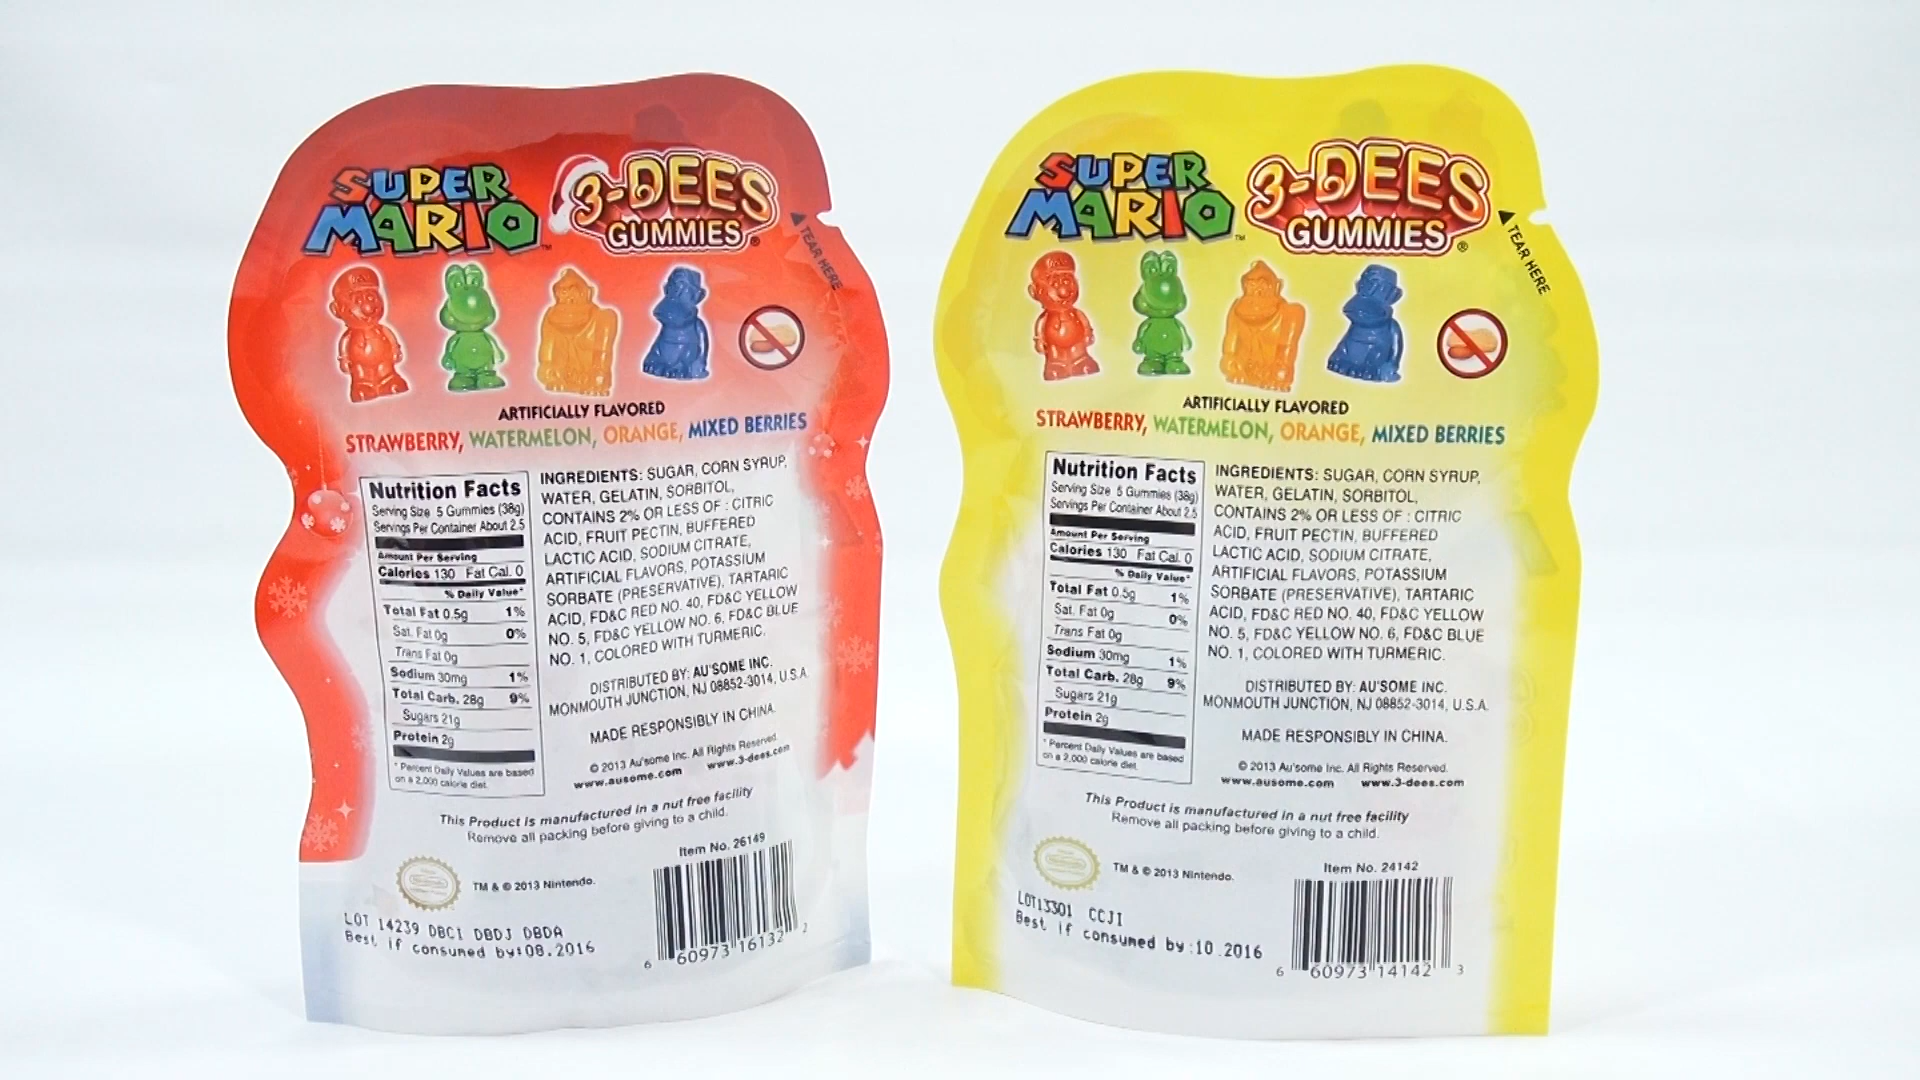 SUPER
MARIO™
3-DEES
GUMMIES®
▲ TEAR HERE
ARTIFICIALLY FLAVORED
STRAWBERRY, WATERMELON, ORANGE, MIXED BERRIES
Nutrition Facts
Serving Size 5 Gummies (38g)
Servings Per Container About 2.5
Amount Per Serving
Calories 130 Fat Cal. 0
% Daily Value*
Total Fat 0.5g 1%
Sat. Fat 0g 0%
Trans Fat 0g
Sodium 30mg 1%
Total Carb. 28g 9%
Sugars 21g
Protein 2g
* Percent Daily Values are based
on a 2,000 calorie diet.
INGREDIENTS: SUGAR, CORN SYRUP,
WATER, GELATIN, SORBITOL,
CONTAINS 2% OR LESS OF : CITRIC
ACID, FRUIT PECTIN, BUFFERED
LACTIC ACID, SODIUM CITRATE,
ARTIFICIAL FLAVORS, POTASSIUM
SORBATE (PRESERVATIVE), TARTARIC
ACID, FD&C RED NO. 40, FD&C YELLOW
NO. 5, FD&C YELLOW NO. 6, FD&C BLUE
NO. 1, COLORED WITH TURMERIC.
DISTRIBUTED BY: AU'SOME INC.
MONMOUTH JUNCTION, NJ 08852-3014, U.S.A.
MADE RESPONSIBLY IN CHINA.
© 2013 Au'some Inc. All Rights Reserved.
www.ausome.com www.3-dees.com
This Product is manufactured in a nut free facility
Remove all packing before giving to a child.
Item No. 26149
Nintendo
TM & © 2013 Nintendo.
LOT 14239 DBCI DBDJ DBDA
Best if consumed by:08.2016
6 60973 16132 2
SUPER
MARIO™
3-DEES
GUMMIES®
▲ TEAR HERE
ARTIFICIALLY FLAVORED
STRAWBERRY, WATERMELON, ORANGE, MIXED BERRIES
Nutrition Facts
Serving Size 5 Gummies (38g)
Servings Per Container About 2.5
Amount Per Serving
Calories 130 Fat Cal. 0
% Daily Value*
Total Fat 0.5g 1%
Sat. Fat 0g 0%
Trans Fat 0g
Sodium 30mg 1%
Total Carb. 28g 9%
Sugars 21g
Protein 2g
* Percent Daily Values are based
on a 2,000 calorie diet.
INGREDIENTS: SUGAR, CORN SYRUP,
WATER, GELATIN, SORBITOL,
CONTAINS 2% OR LESS OF : CITRIC
ACID, FRUIT PECTIN, BUFFERED
LACTIC ACID, SODIUM CITRATE,
ARTIFICIAL FLAVORS, POTASSIUM
SORBATE (PRESERVATIVE), TARTARIC
ACID, FD&C RED NO. 40, FD&C YELLOW
NO. 5, FD&C YELLOW NO. 6, FD&C BLUE
NO. 1, COLORED WITH TURMERIC.
DISTRIBUTED BY: AU'SOME INC.
MONMOUTH JUNCTION, NJ 08852-3014, U.S.A.
MADE RESPONSIBLY IN CHINA.
© 2013 Au'some Inc. All Rights Reserved.
www.ausome.com www.3-dees.com
This Product is manufactured in a nut free facility
Remove all packing before giving to a child.
Item No. 24142
Nintendo
TM & © 2013 Nintendo.
LOT13301 CCJI
Best if consumed by:10.2016
6 60973 14142 3